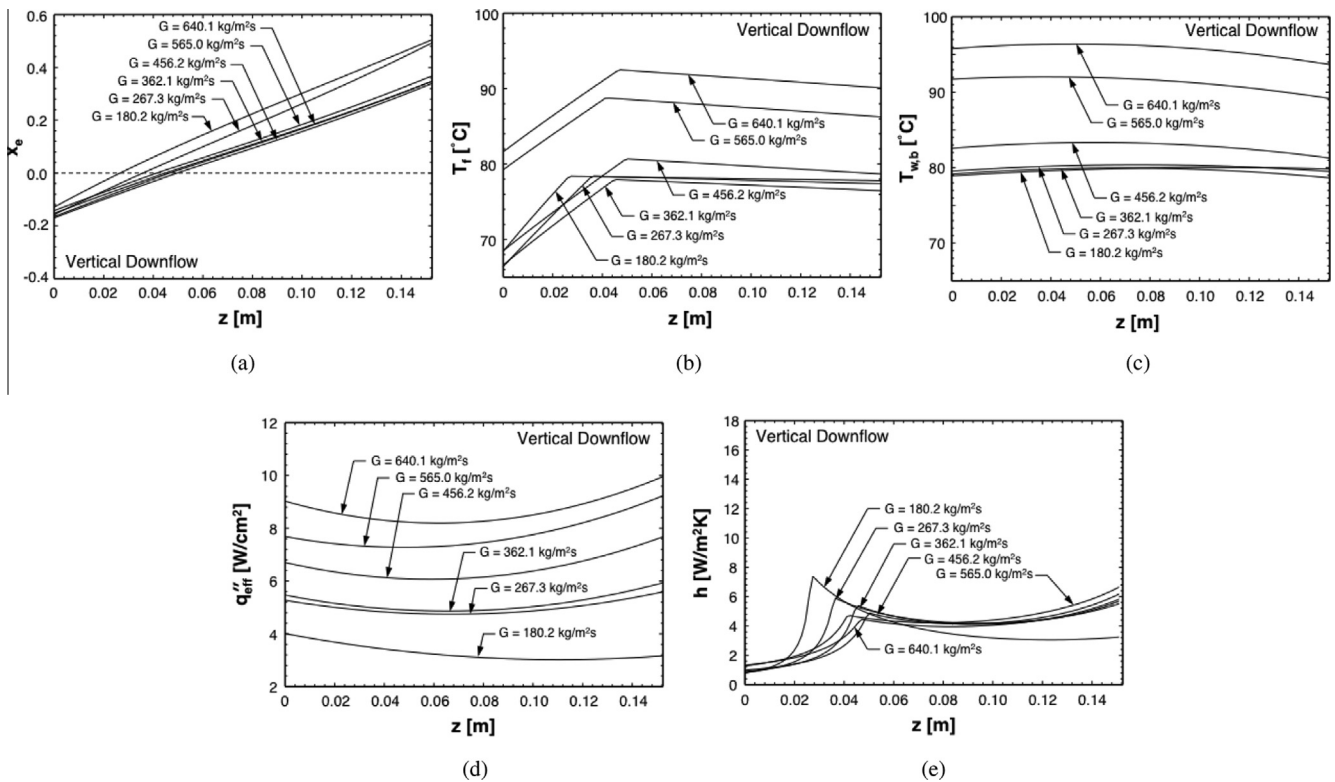 G = 640.1 kg/m²s
G = 565.0 kg/m²s
G = 456.2 kg/m²s
G = 362.1 kg/m²s
G = 267.3 kg/m²s
G = 180.2 kg/m²s
Vertical Downflow
xe
0.6
0.4
0.2
0.0
-0.2
-0.4
0 0.02 0.04 0.06 0.08 0.10 0.12 0.14
z [m]
(a)
Vertical Downflow
G = 640.1 kg/m²s
G = 565.0 kg/m²s
G = 456.2 kg/m²s
G = 362.1 kg/m²s
G = 267.3 kg/m²s
G = 180.2 kg/m²s
Tf [°C]
100
90
80
70
0 0.02 0.04 0.06 0.08 0.10 0.12 0.14
z [m]
(b)
Vertical Downflow
G = 640.1 kg/m²s
G = 565.0 kg/m²s
G = 456.2 kg/m²s
G = 362.1 kg/m²s
G = 267.3 kg/m²s
G = 180.2 kg/m²s
Tw,b [°C]
100
90
80
70
0 0.02 0.04 0.06 0.08 0.10 0.12 0.14
z [m]
(c)
Vertical Downflow
G = 640.1 kg/m²s
G = 565.0 kg/m²s
G = 456.2 kg/m²s
G = 362.1 kg/m²s
G = 267.3 kg/m²s
G = 180.2 kg/m²s
q″eff [W/cm²]
12
10
8
6
4
2
0 0.02 0.04 0.06 0.08 0.10 0.12 0.14
z [m]
(d)
Vertical Downflow
G = 180.2 kg/m²s
G = 267.3 kg/m²s
G = 362.1 kg/m²s
G = 456.2 kg/m²s
G = 565.0 kg/m²s
G = 640.1 kg/m²s
h [W/m²K]
18
16
14
12
10
8
6
4
2
0
0 0.02 0.04 0.06 0.08 0.10 0.12 0.14
z [m]
(e)